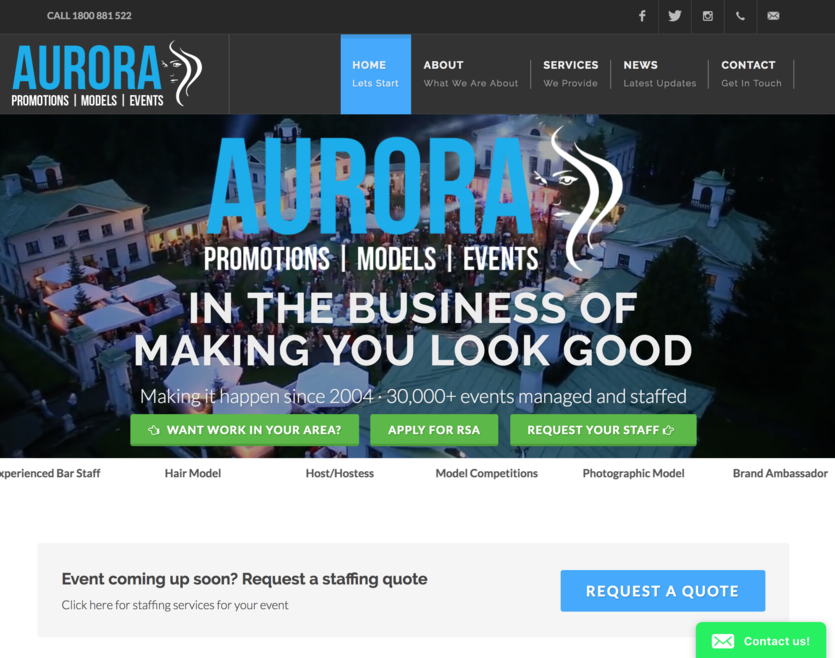 CALL 1800 881 522
AURORA
PROMOTIONS | MODELS | EVENTS
HOME
Lets Start
ABOUT
What We Are About
SERVICES
We Provide
NEWS
Latest Updates
CONTACT
Get In Touch
AURORA
PROMOTIONS | MODELS | EVENTS
IN THE BUSINESS OF
MAKING YOU LOOK GOOD
Making it happen since 2004 · 30,000+ events managed and staffed
WANT WORK IN YOUR AREA?
APPLY FOR RSA
REQUEST YOUR STAFF
xperienced Bar Staff
Hair Model
Host/Hostess
Model Competitions
Photographic Model
Brand Ambassador
Event coming up soon? Request a staffing quote
Click here for staffing services for your event
REQUEST A QUOTE
Contact us!